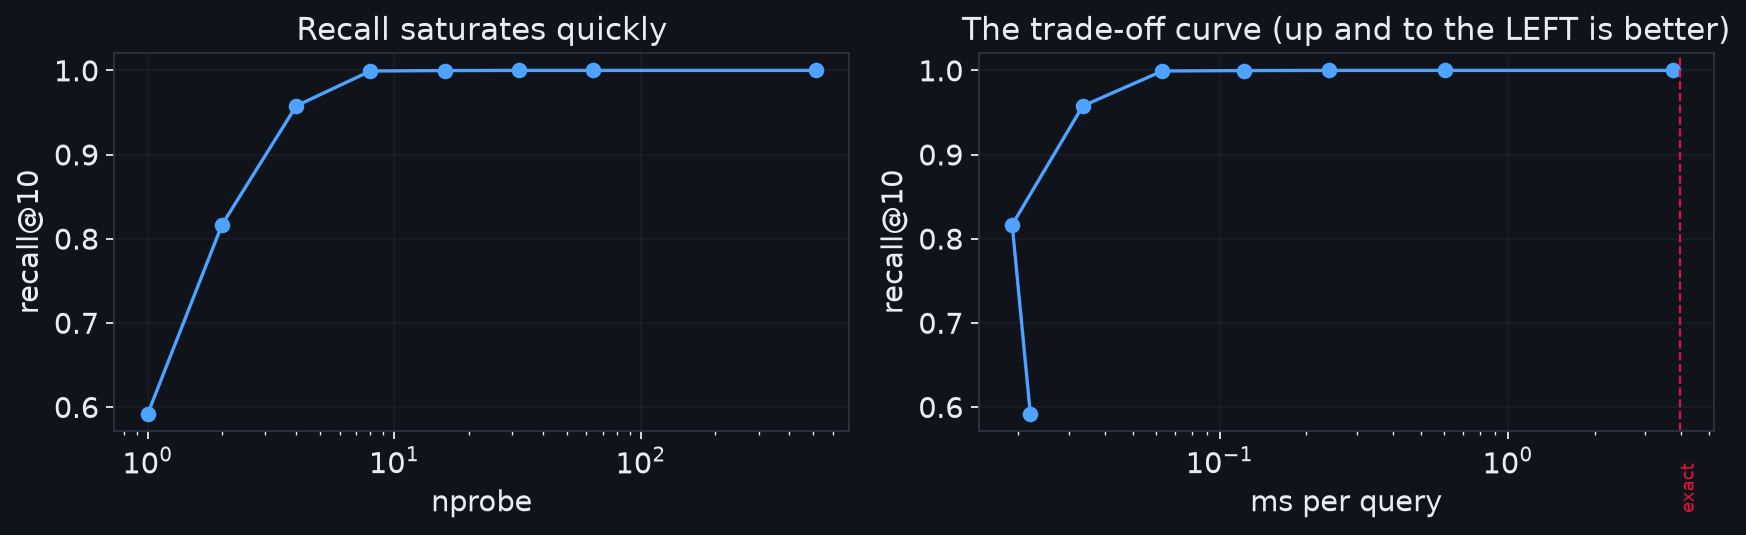 Recall saturates quickly
1.0
0.9
0.8
0.7
0.6
recall@10
10⁰
10¹
10²
nprobe
The trade-off curve (up and to the LEFT is better)
1.0
0.9
0.8
0.7
0.6
recall@10
10⁻¹
10⁰
ms per query
exact